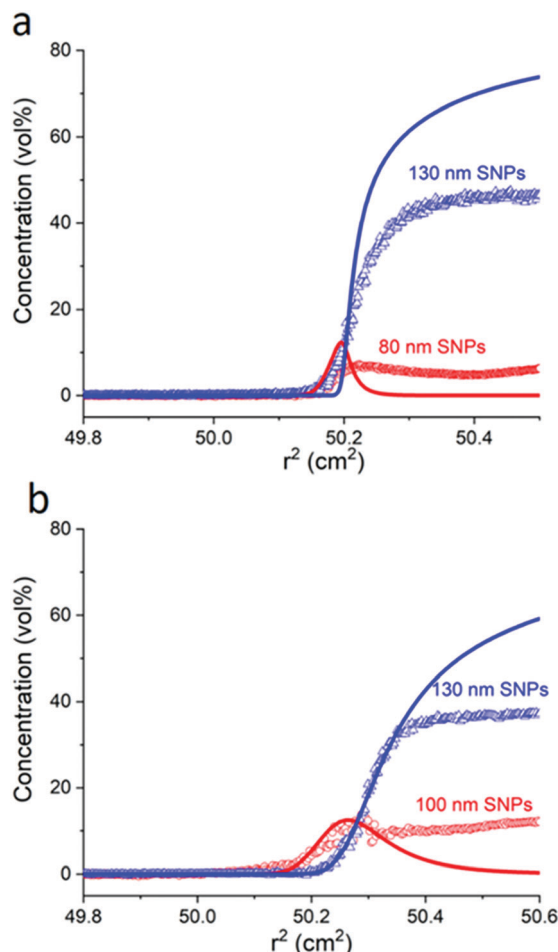 a
80
60
40
20
0
Concentration (vol%)
130 nm SNPs
80 nm SNPs
49.8 50.0 50.2 50.4
r² (cm²)
b
80
60
40
20
0
Concentration (vol%)
130 nm SNPs
100 nm SNPs
49.8 50.0 50.2 50.4 50.6
r² (cm²)